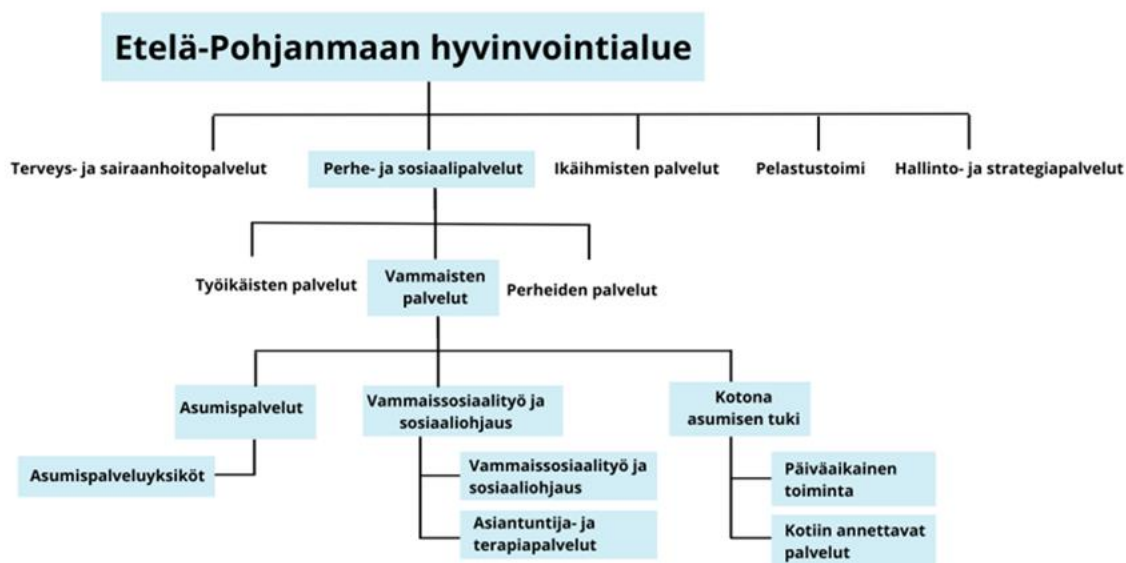 Etelä-Pohjanmaan hyvinvointialue
Terveys- ja sairaanhoitopalvelut
Perhe- ja sosiaalipalvelut
Ikäihmisten palvelut
Pelastustoimi
Hallinto- ja strategiapalvelut
Työikäisten palvelut
Vammaisten
palvelut
Perheiden palvelut
Asumispalvelut
Vammaissosiaalityö ja
sosiaaliohjaus
Kotona
asumisen tuki
Asumispalveluyksiköt
Vammaissosiaalityö ja
sosiaaliohjaus
Päiväaikainen
toiminta
Asiantuntija- ja
terapiapalvelut
Kotiin annettavat
palvelut